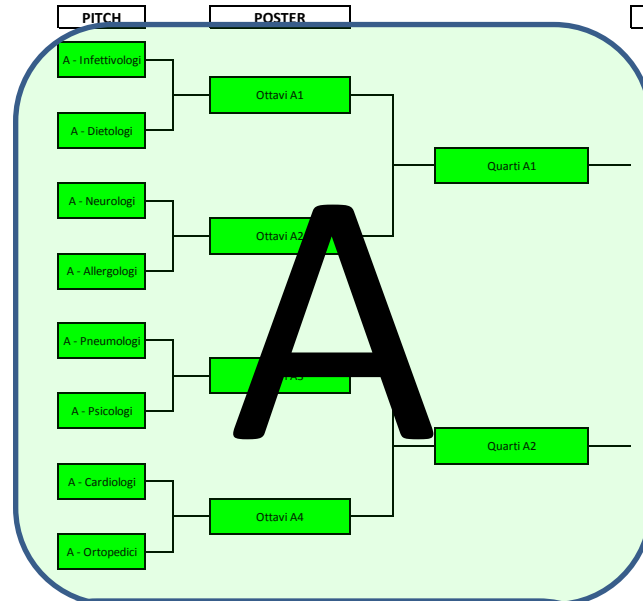 PITCH POSTER
A - Infettivologi
Ottavi A1
A - Dietologi
Quarti A1
A - Neurologi
Ottavi A2
A - Allergologi
A
A - Pneumologi
A - Psicologi
Quarti A2
A - Cardiologi
Ottavi A4
A - Ortopedici